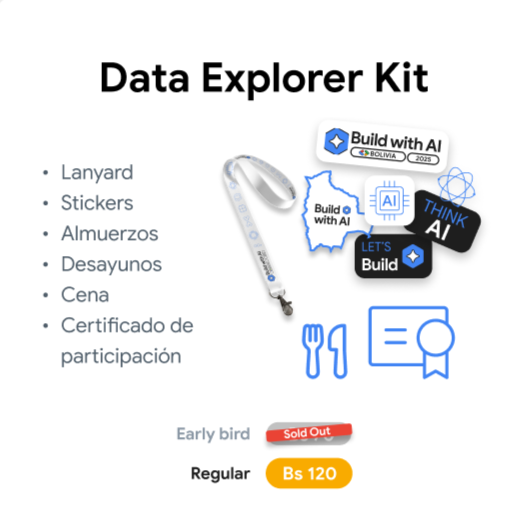 Data Explorer Kit
• Lanyard
• Stickers
• Almuerzos
• Desayunos
• Cena
• Certificado de
participación
Build with AI
BOLIVIA 2025
Build
with AI
AI
THINK
AI
LET'S
Build
Early bird Sold Out
Regular Bs 120